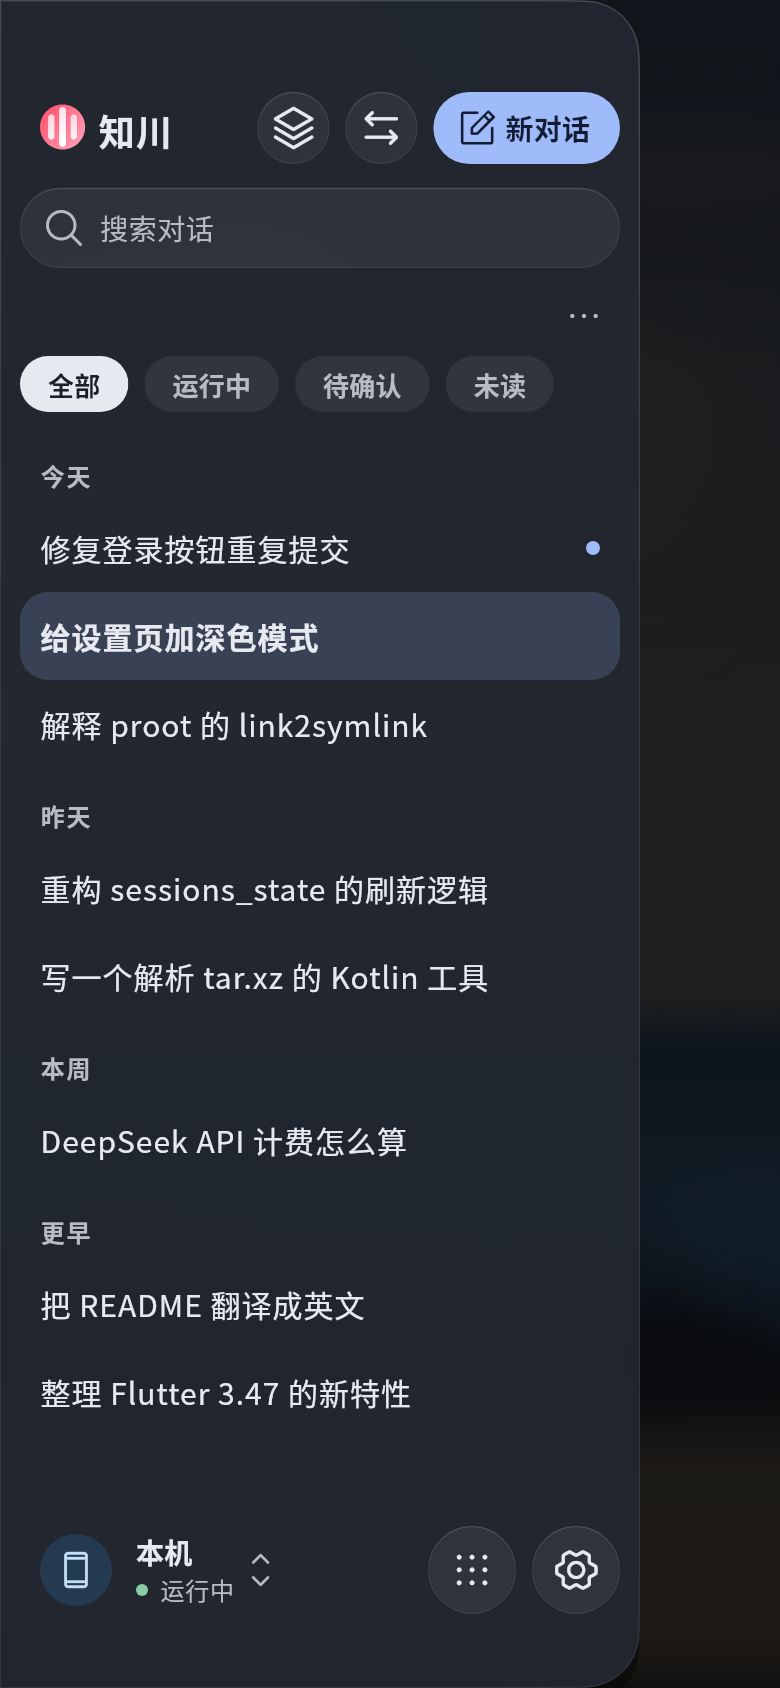 知川
新对话
搜索对话
...
全部 运行中 待确认 未读
今天
修复登录按钮重复提交
给设置页加深色模式
解释 proot 的 link2symlink
昨天
重构 sessions_state 的刷新逻辑
写一个解析 tar.xz 的 Kotlin 工具
本周
DeepSeek API 计费怎么算
更早
把 README 翻译成英文
整理 Flutter 3.47 的新特性
本机
运行中